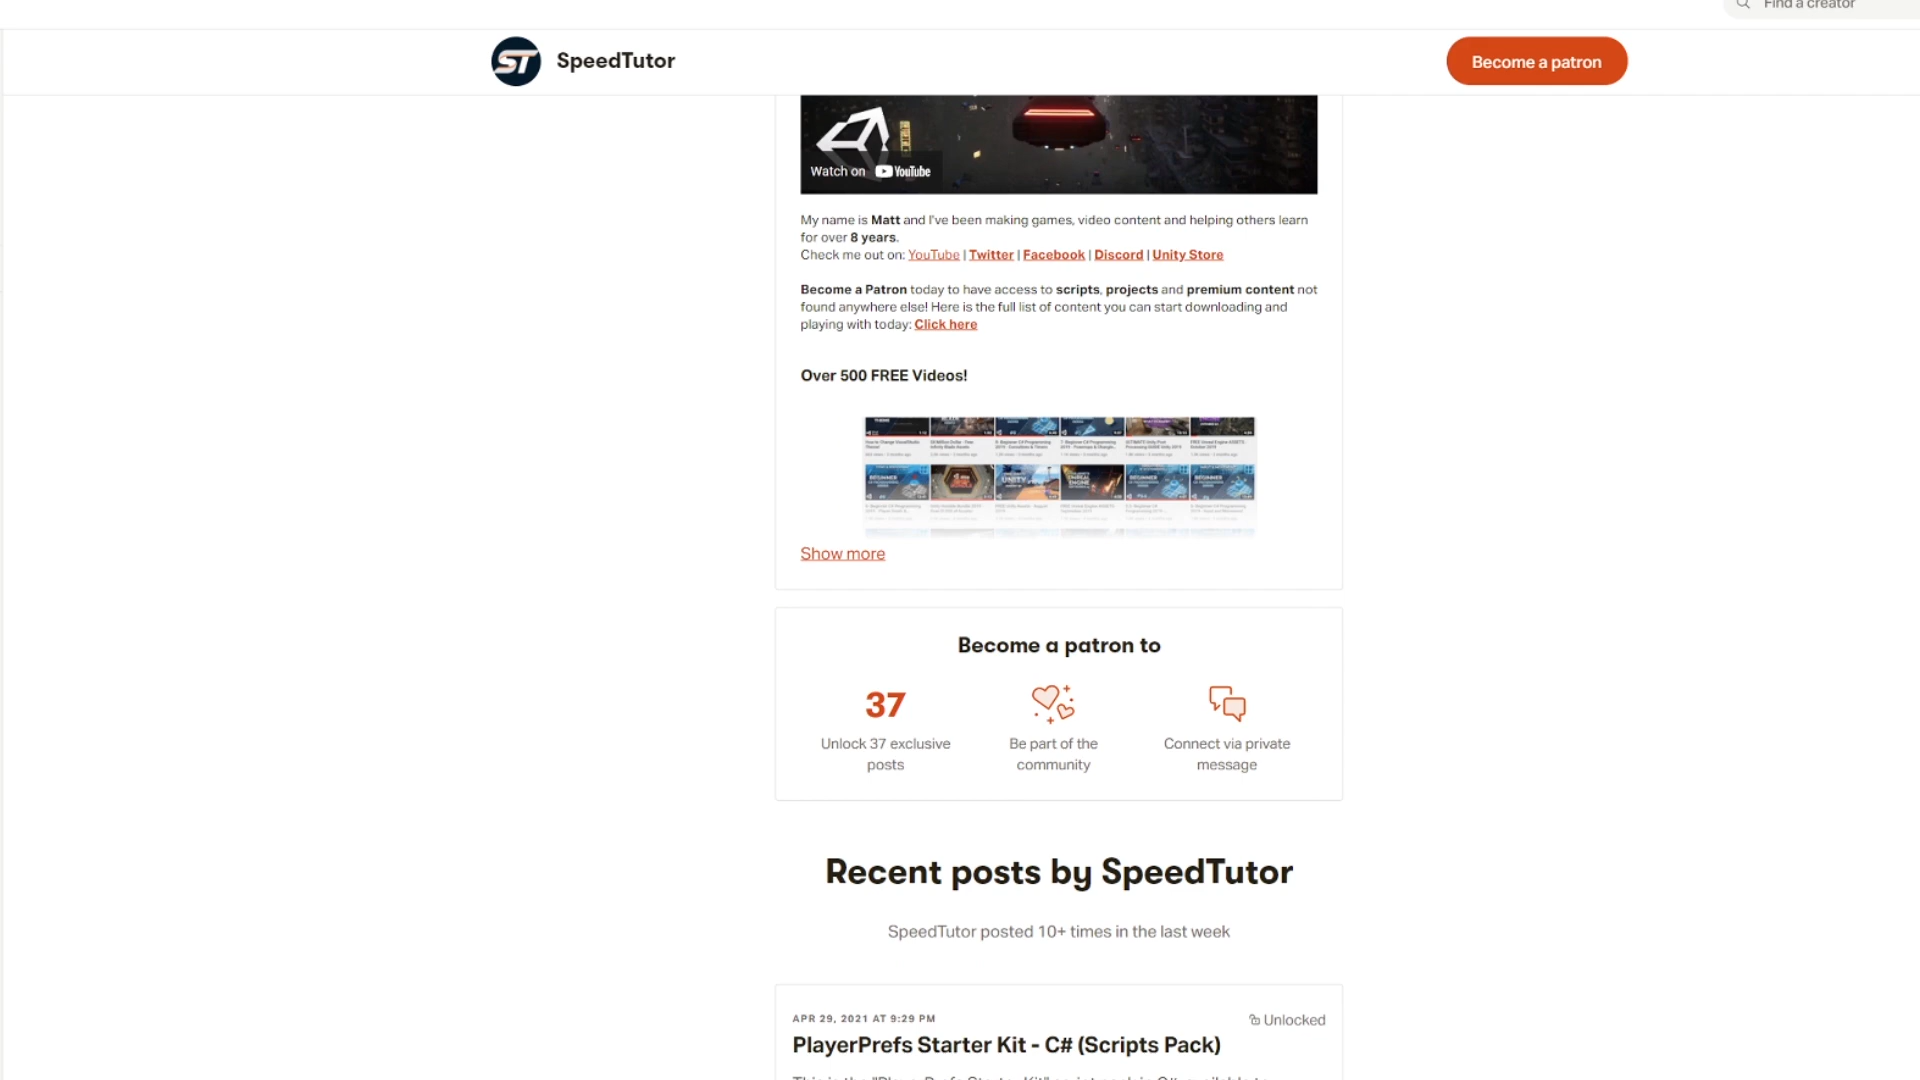 Find a creator
ST SpeedTutor
Become a patron
Watch on YouTube
My name is Matt and I've been making games, video content and helping others learn
for over 8 years.
Check me out on: YouTube | Twitter | Facebook | Discord | Unity Store
Become a Patron today to have access to scripts, projects and premium content not
found anywhere else! Here is the full list of content you can start downloading and
playing with today: Click here
Over 500 FREE Videos!
Show more
Become a patron to
37
Unlock 37 exclusive
posts
Be part of the
community
Connect via private
message
Recent posts by SpeedTutor
SpeedTutor posted 10+ times in the last week
APR 29, 2021 AT 9:29 PM
Unlocked
PlayerPrefs Starter Kit - C# (Scripts Pack)